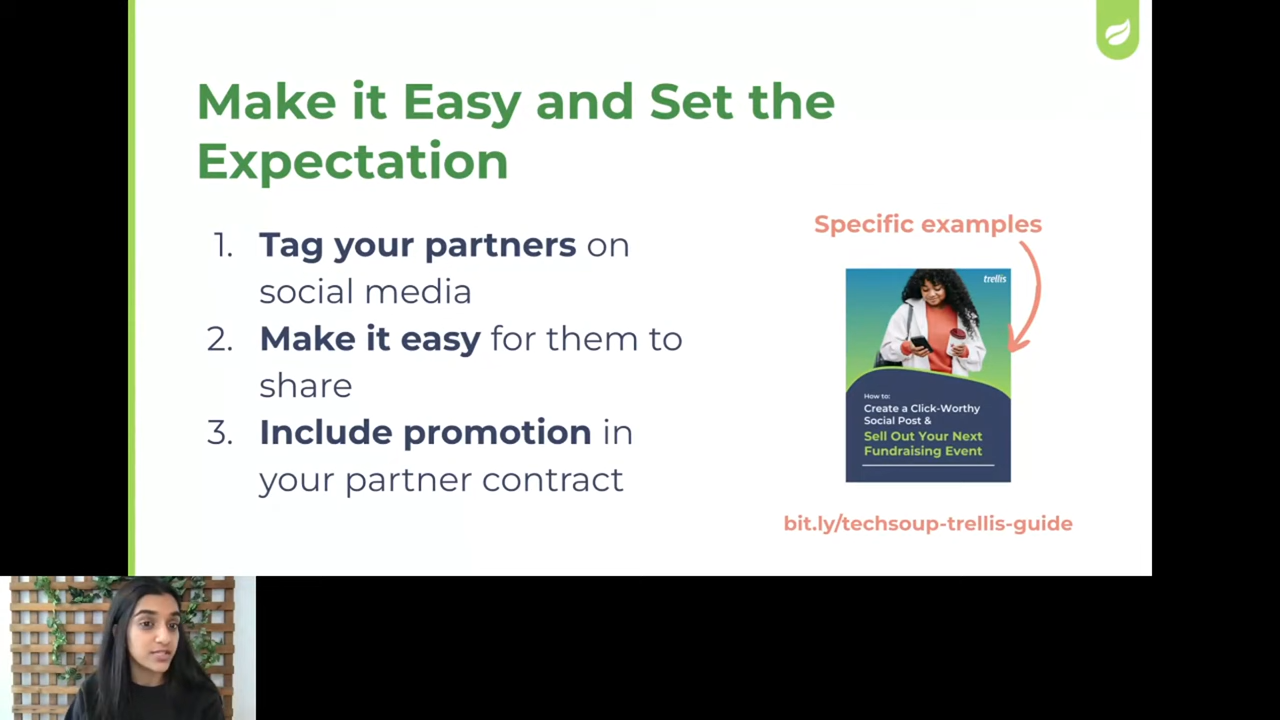 Make it Easy and Set the
Expectation
1. Tag your partners on
social media
2. Make it easy for them to
share
3. Include promotion in
your partner contract
Specific examples
trellis
How to:
Create a Click-Worthy
Social Post &
Sell Out Your Next
Fundraising Event
bit.ly/techsoup-trellis-guide